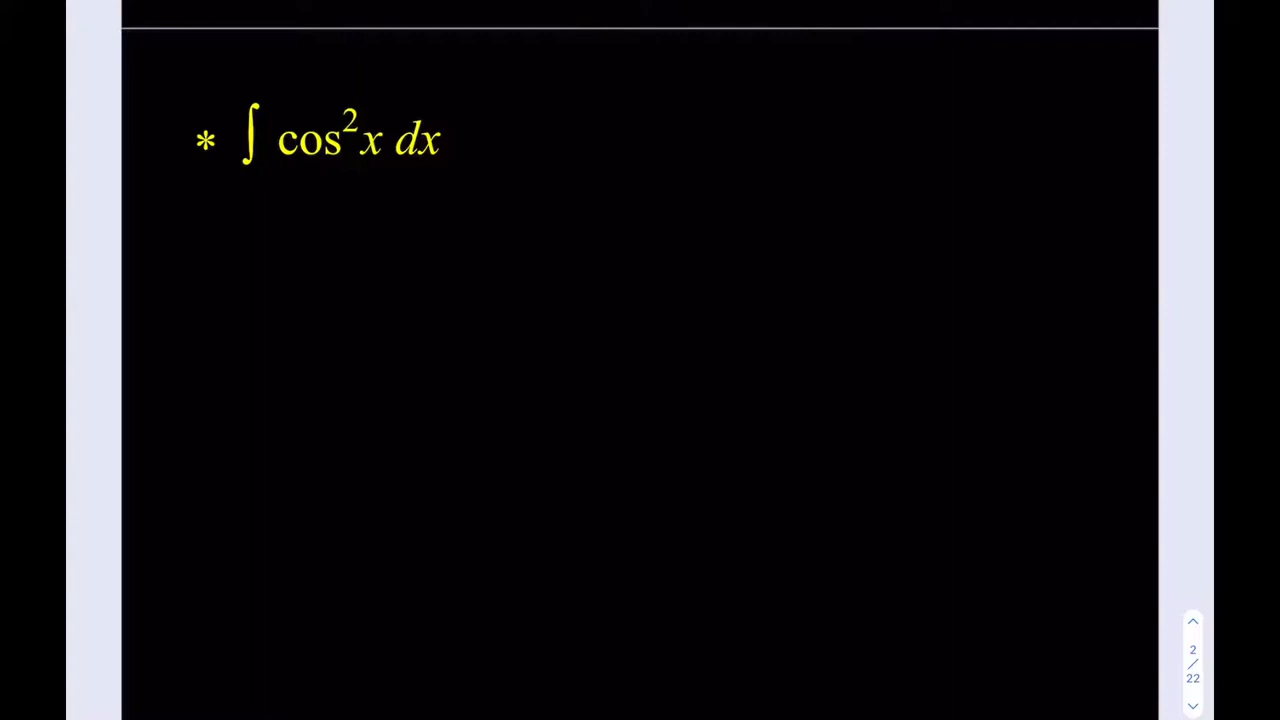 * ∫ cos²x dx
2
/
22